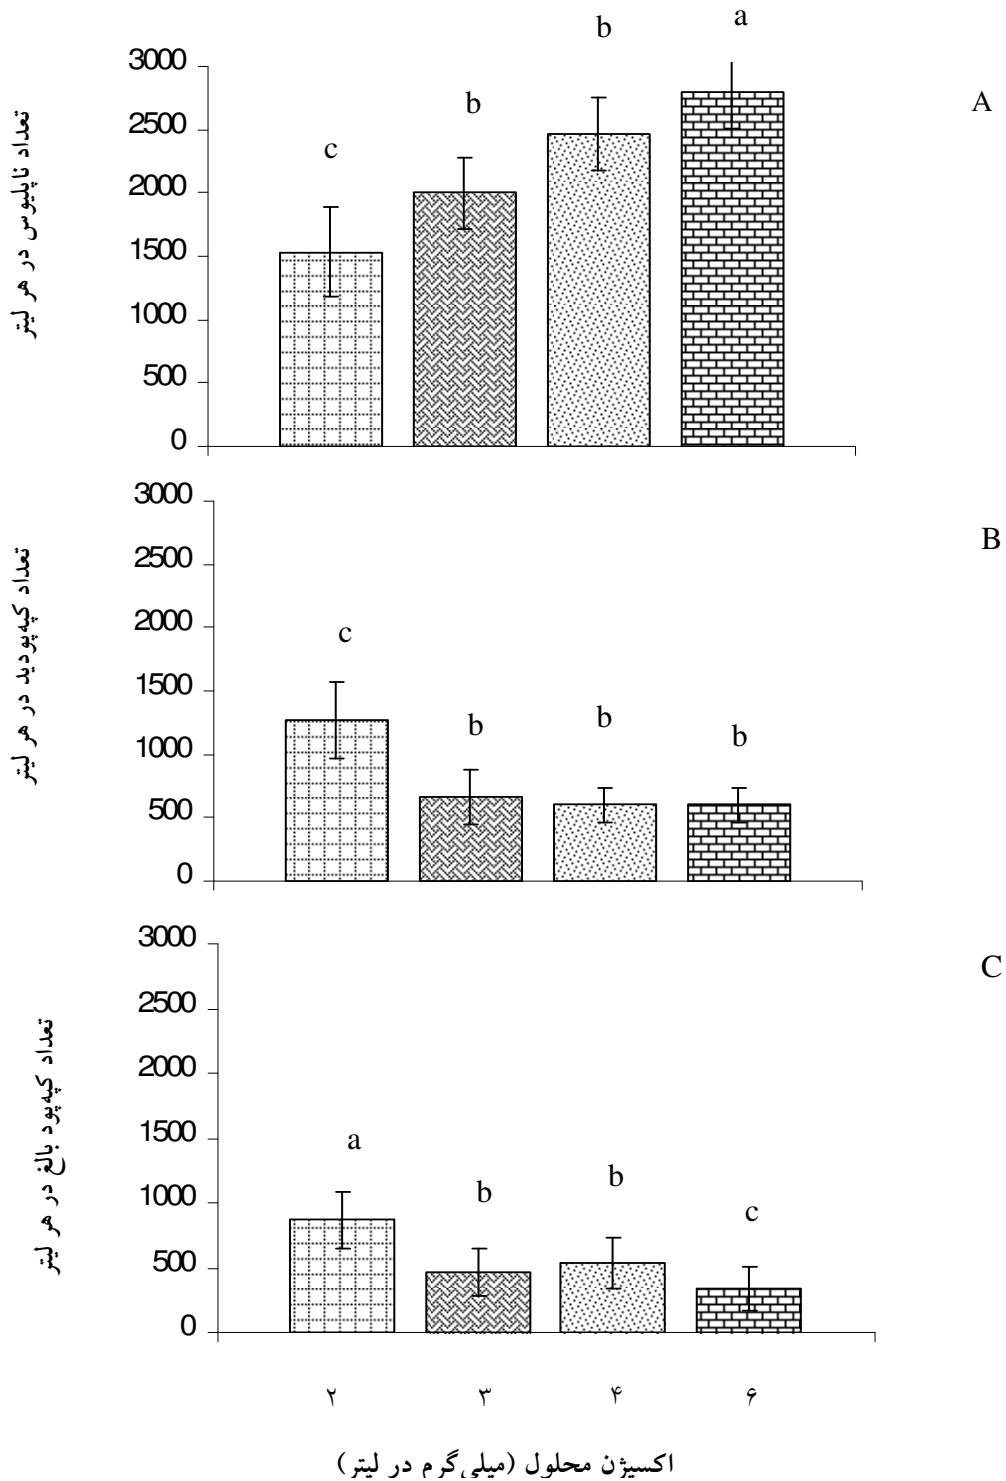 a
b
b
c
A
3000
2500
2000
1500
1000
500
0
تعداد ناپلیوس در هر لیتر
B
3000
2500
2000
1500
1000
500
0
c
b
b
b
تعداد کپه‌پودید در هر لیتر
C
3000
2500
2000
1500
1000
500
0
a
b
b
c
تعداد کپه‌پود بالغ در هر لیتر
۲ ۳ ۴ ۶
اکسیژن محلول (میلی‌گرم در لیتر)